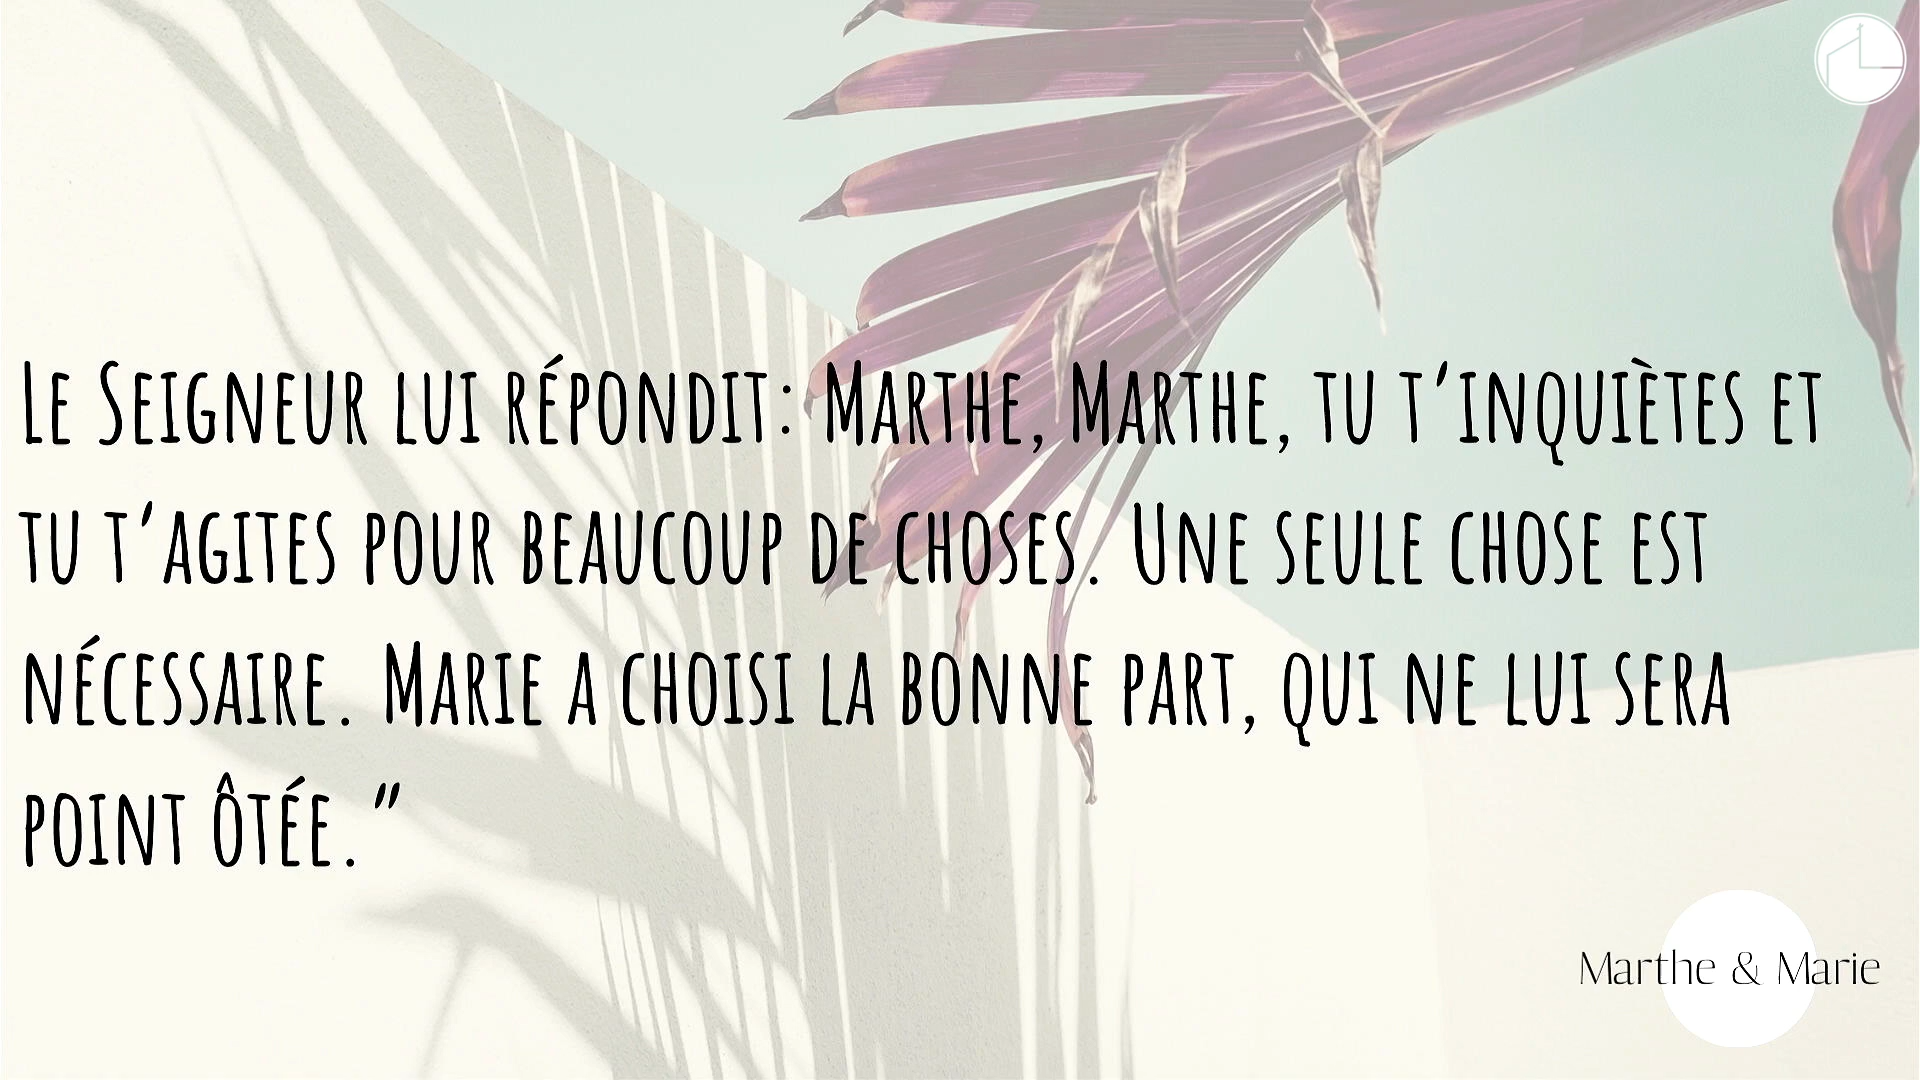 Le Seigneur lui répondit: Marthe, Marthe, tu t'inquiètes et
tu t'agites pour beaucoup de choses. Une seule chose est
nécessaire. Marie a choisi la bonne part, qui ne lui sera
point ôtée.”
Marthe & Marie